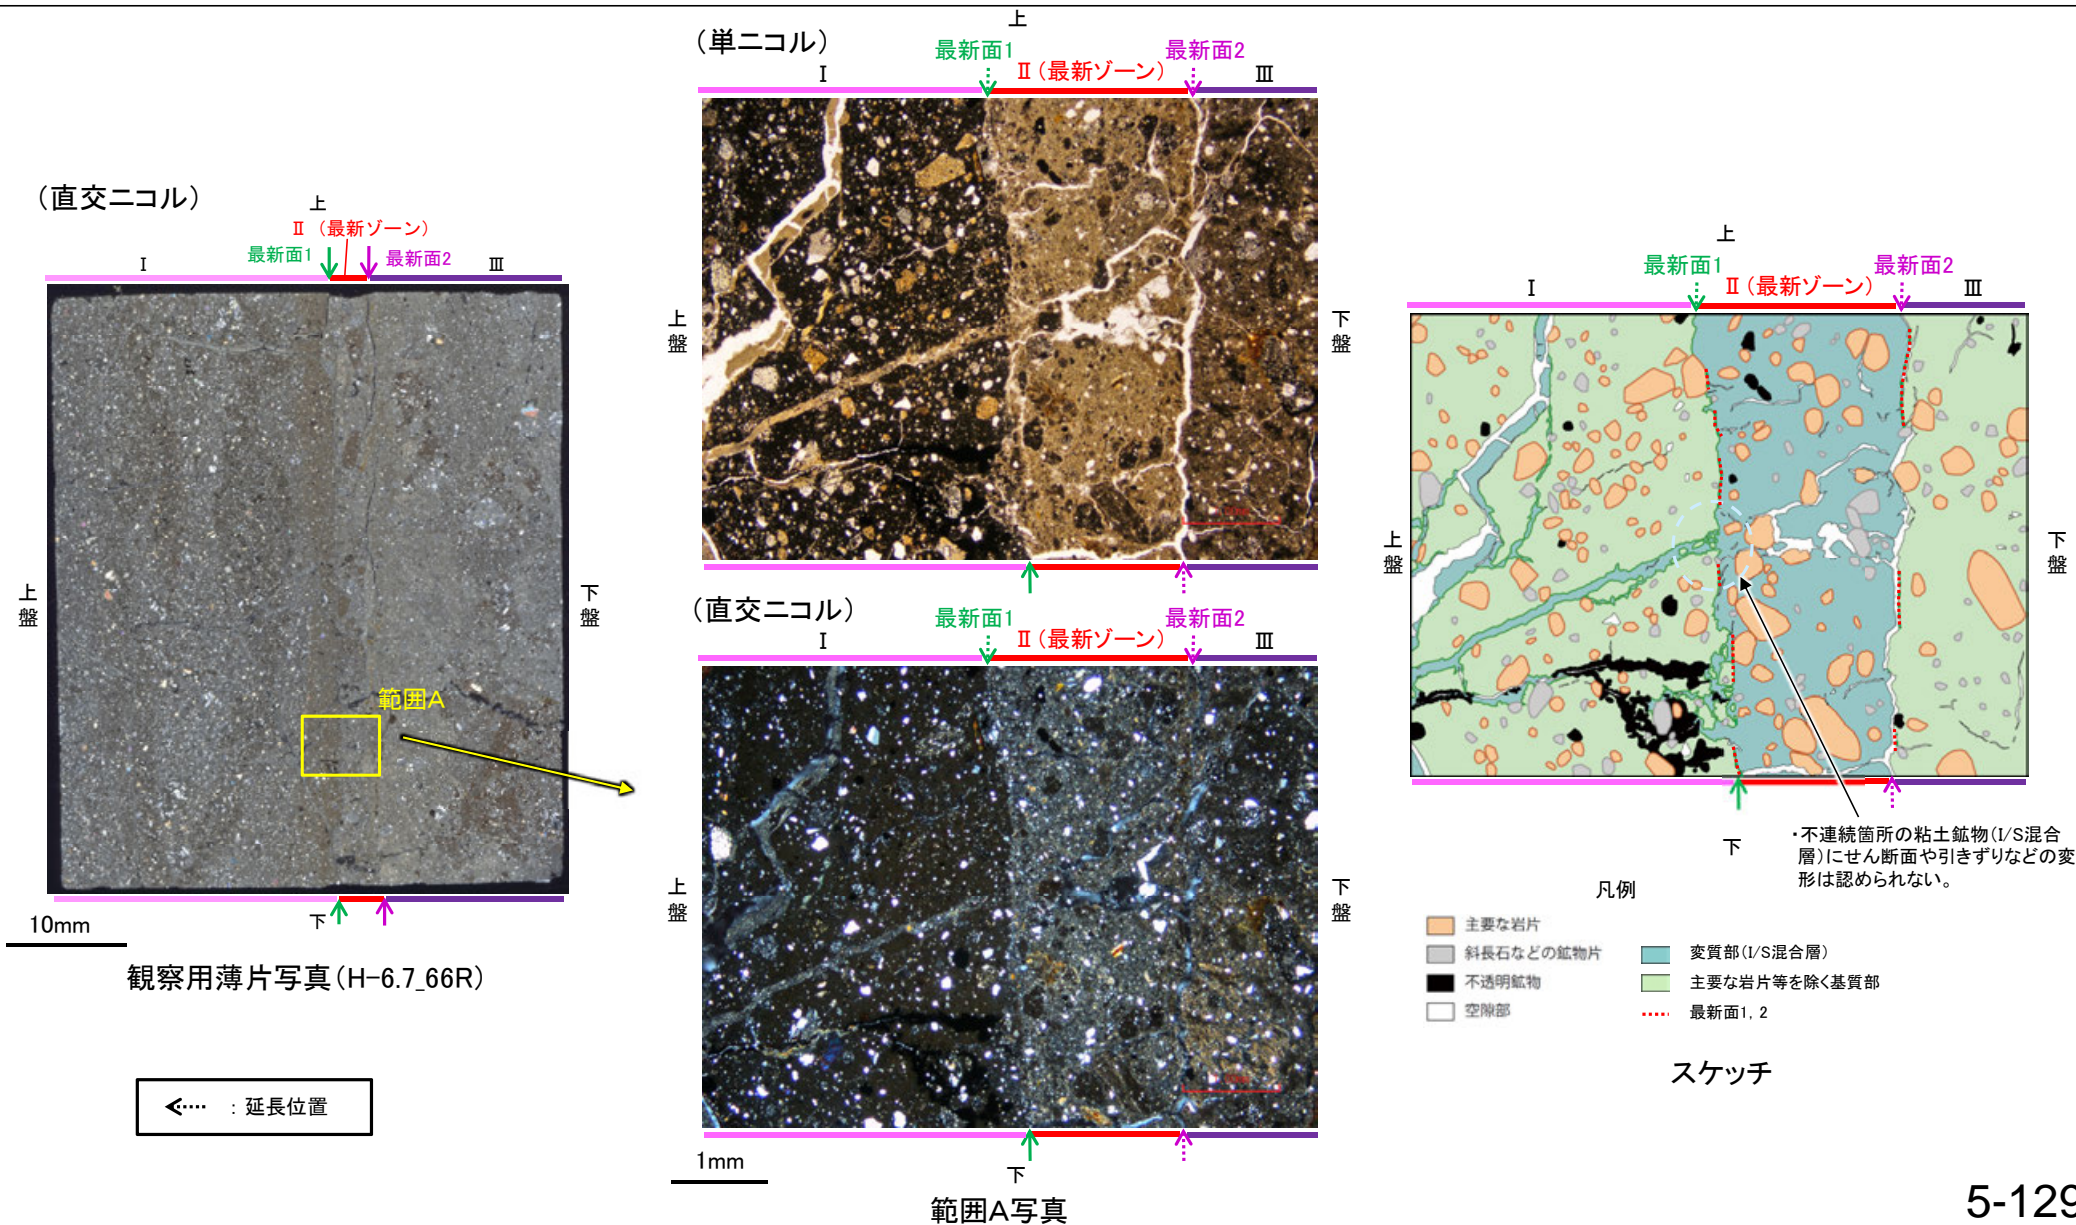 (直交ニコル)
上
Ⅱ (最新ゾーン)
最新面1
最新面2
Ⅰ
Ⅲ
上盤
下盤
範囲A
下
10mm
観察用薄片写真(H-6.7_66R)
: 延長位置
(単ニコル)
上
最新面1
最新面2
Ⅰ
Ⅱ(最新ゾーン)
Ⅲ
上盤
下盤
(直交ニコル)
最新面1
最新面2
Ⅰ
Ⅱ(最新ゾーン)
Ⅲ
上盤
下盤
1mm
下
範囲A写真
上
最新面1
最新面2
Ⅰ
Ⅱ(最新ゾーン)
Ⅲ
上盤
下盤
下
・不連続箇所の粘土鉱物(I/S混合
層)にせん断面や引きずりなどの変
形は認められない。
凡例
主要な岩片
斜長石などの鉱物片
不透明鉱物
空隙部
変質部(I/S混合層)
主要な岩片等を除く基質部
最新面1, 2
スケッチ
5-129